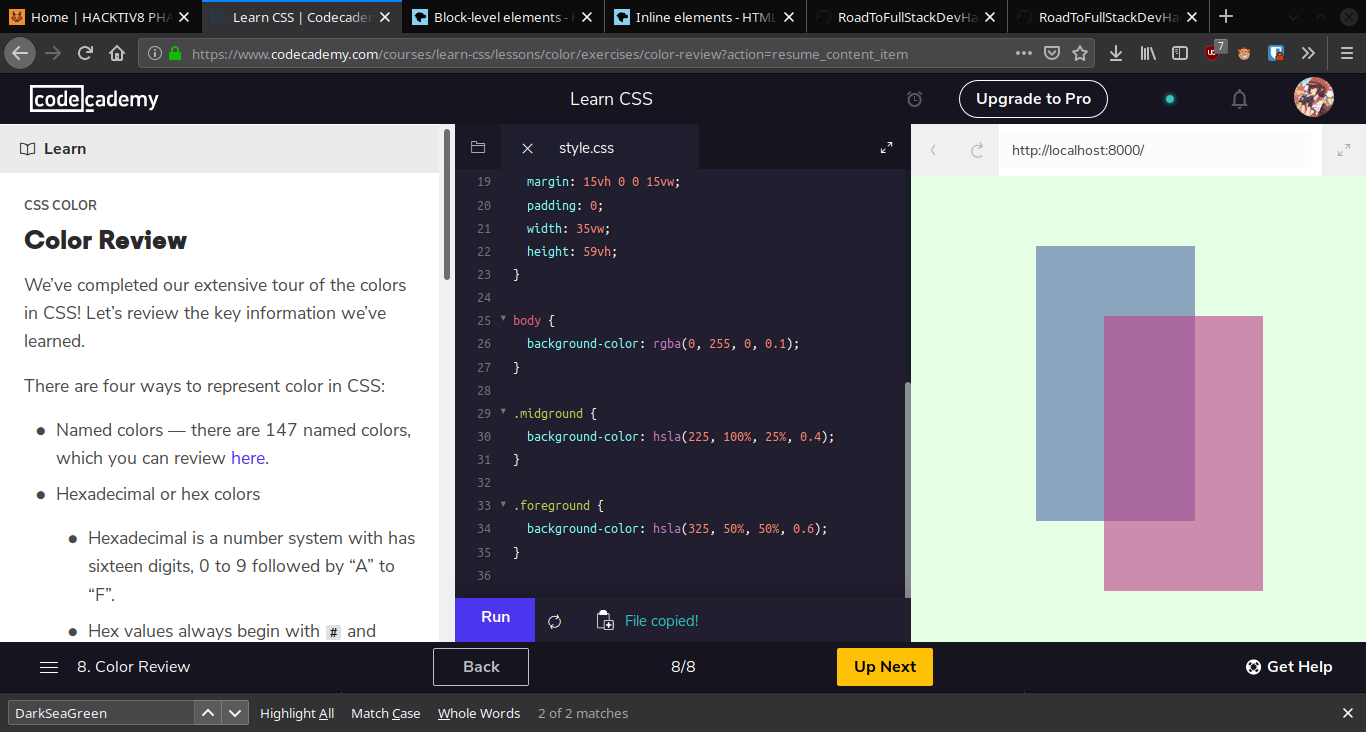 Home | HACKTIV8 PHA
Learn CSS | Codecader
Block-level elements -
Inline elements - HTML
RoadToFullStackDevHa
RoadToFullStackDevHa
https://www.codecademy.com/courses/learn-css/lessons/color/exercises/color-review?action=resume_content_item
7
codecademy
Learn CSS
Upgrade to Pro
Learn
style.css
http://localhost:8000/
CSS COLOR
Color Review
We've completed our extensive tour of the colors
in CSS! Let's review the key information we've
learned.
There are four ways to represent color in CSS:
● Named colors — there are 147 named colors,
which you can review here.
● Hexadecimal or hex colors
● Hexadecimal is a number system with has
sixteen digits, 0 to 9 followed by “A” to
“F”.
● Hex values always begin with # and
19 margin: 15vh 0 0 15vw;
20 padding: 0;
21 width: 35vw;
22 height: 59vh;
23 }
24
25 body {
26 background-color: rgba(0, 255, 0, 0.1);
27 }
28
29 .midground {
30 background-color: hsla(225, 100%, 25%, 0.4);
31 }
32
33 .foreground {
34 background-color: hsla(325, 50%, 50%, 0.6);
35 }
36
Run
File copied!
8. Color Review
Back
8/8
Up Next
Get Help
DarkSeaGreen
Highlight All
Match Case
Whole Words
2 of 2 matches